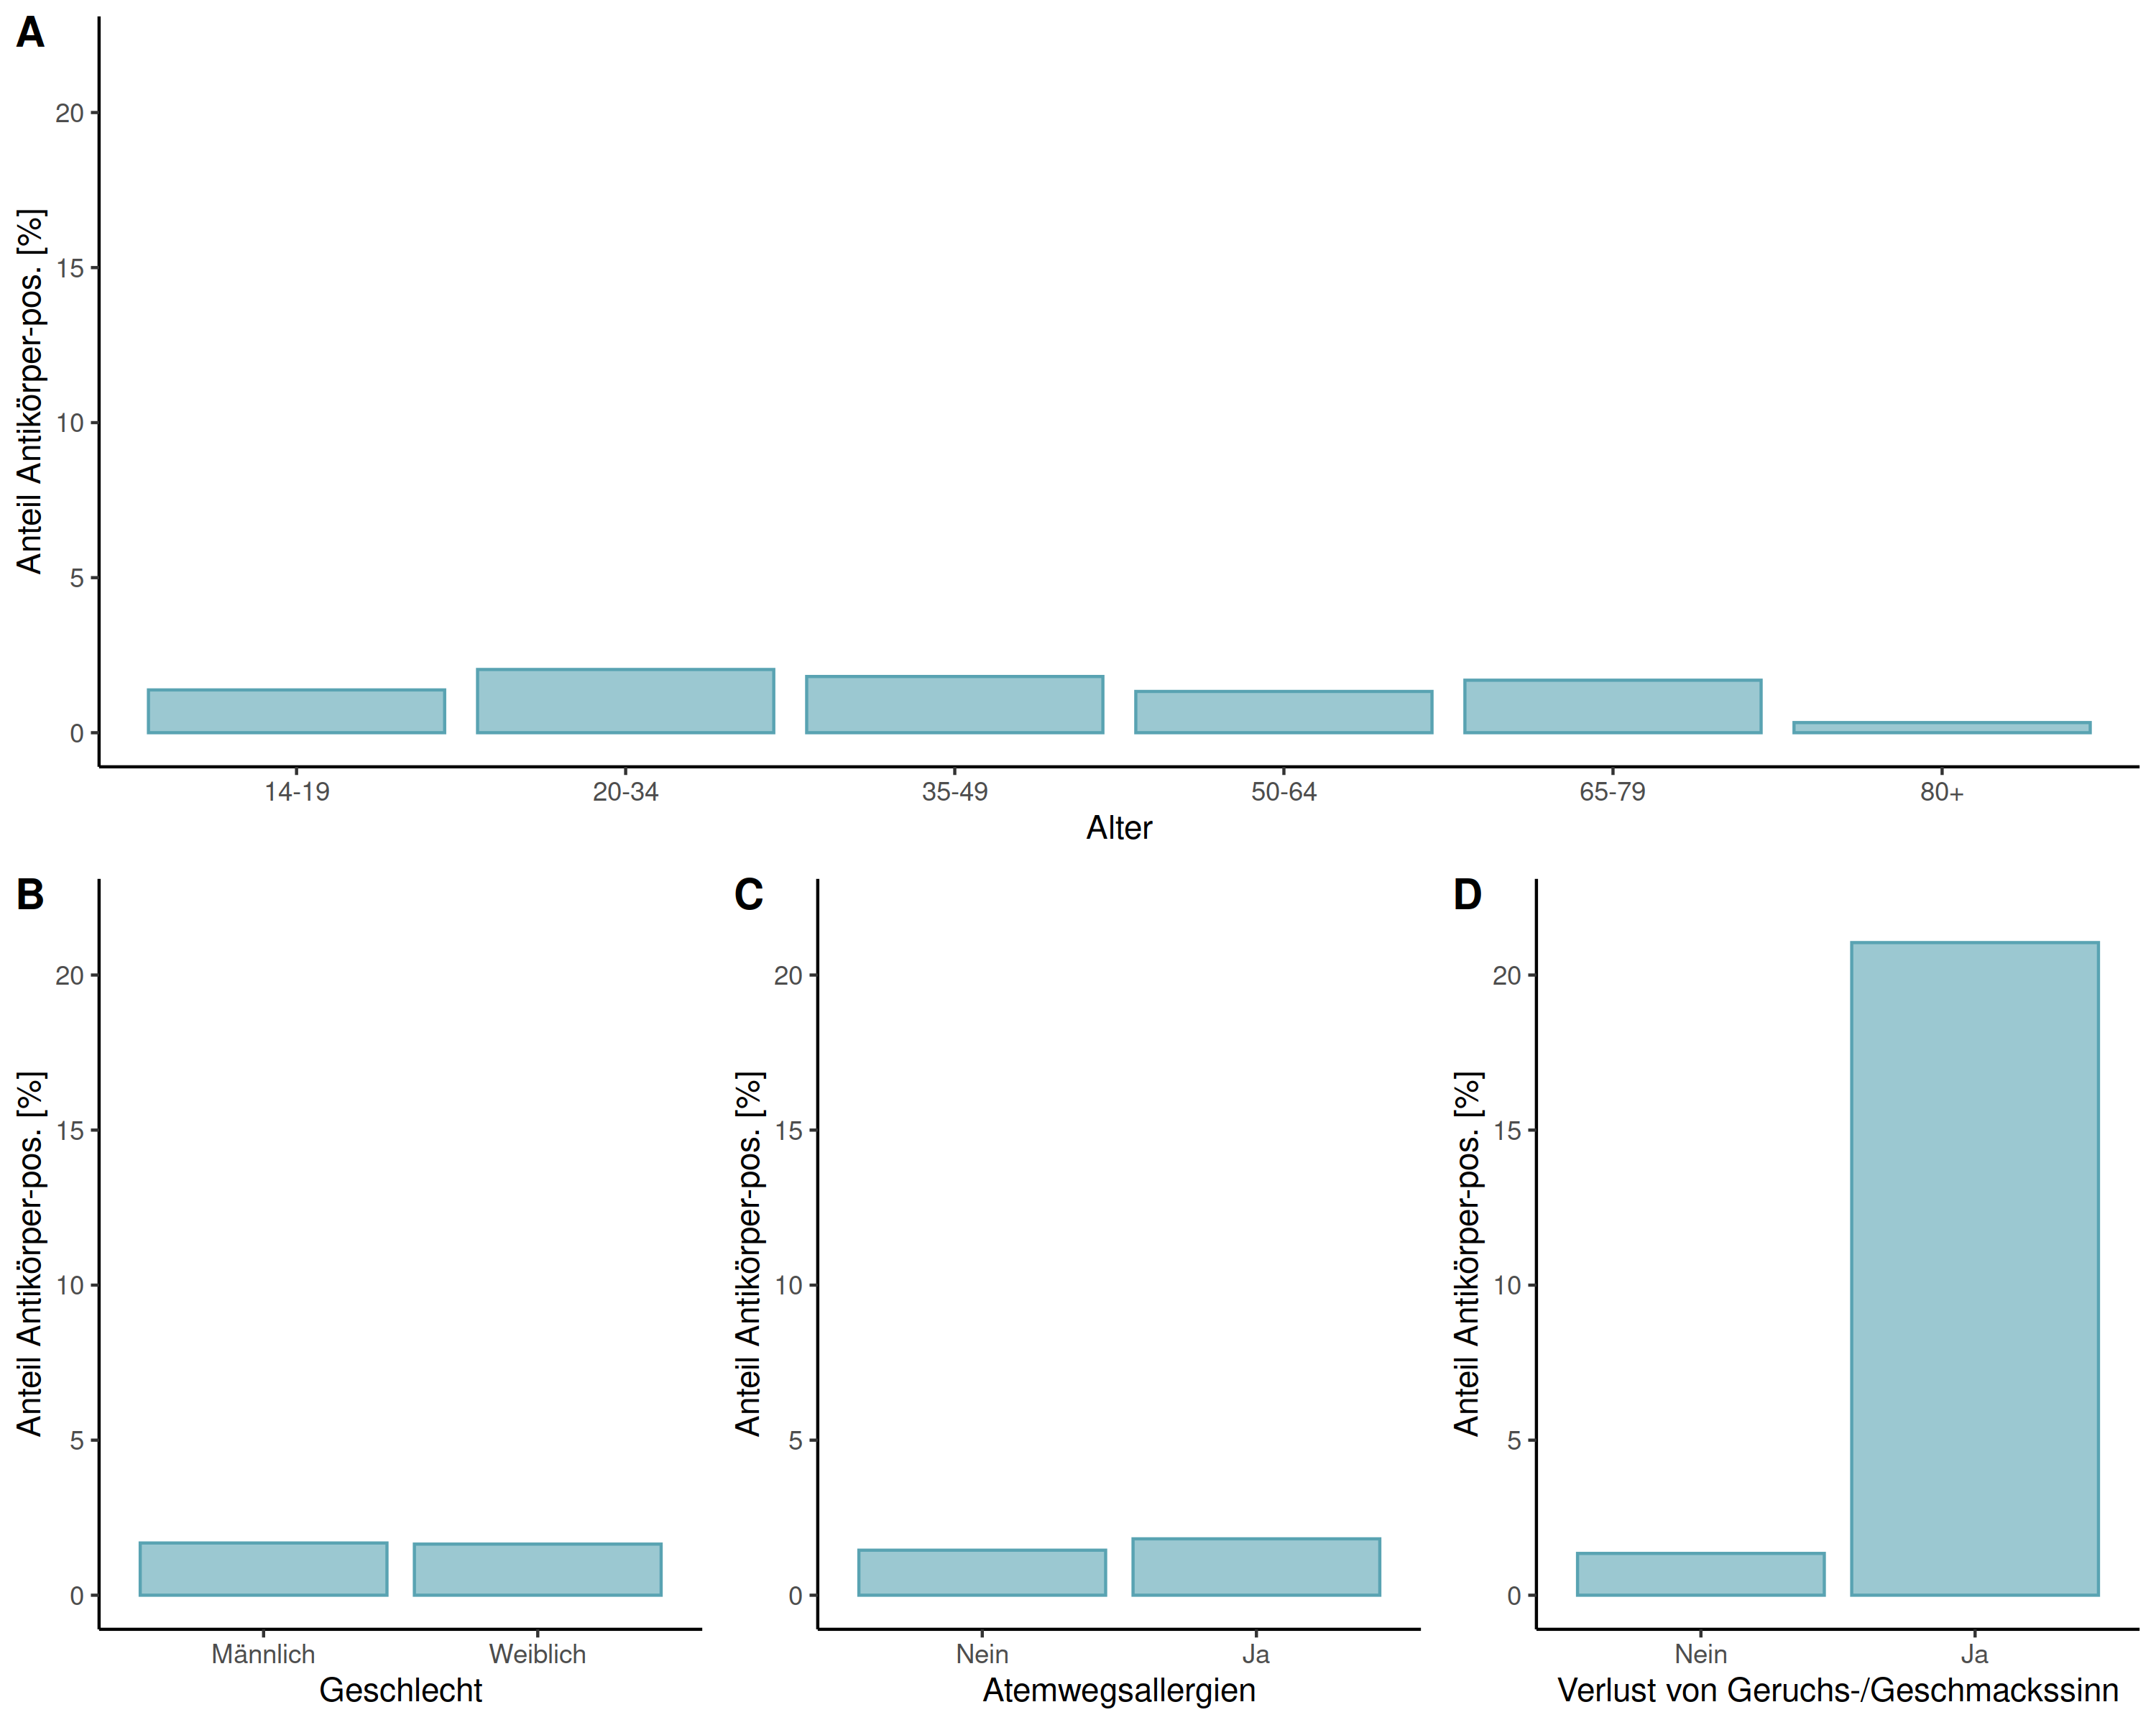 A
Anteil Antikörper-pos. [%]
20
15
10
5
0
14-19 20-34 35-49 50-64 65-79 80+
Alter
B
Anteil Antikörper-pos. [%]
20
15
10
5
0
Männlich Weiblich
Geschlecht
C
Anteil Antikörper-pos. [%]
20
15
10
5
0
Nein Ja
Atemwegsallergien
D
Anteil Antikörper-pos. [%]
20
15
10
5
0
Nein Ja
Verlust von Geruchs-/Geschmackssinn